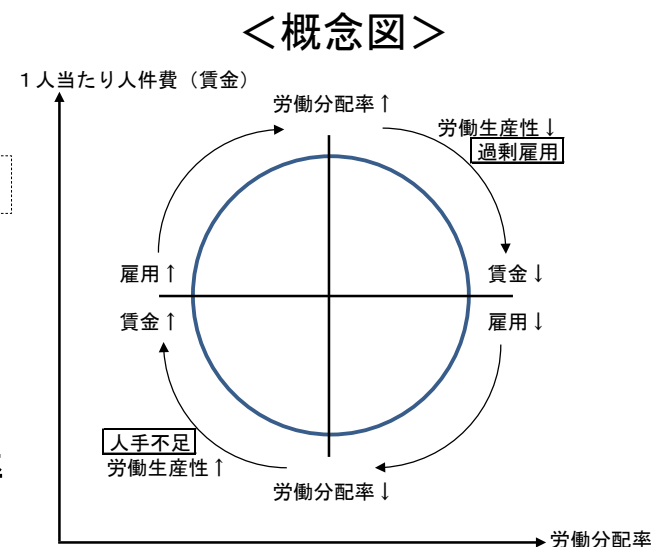 ＜概念図＞
１人当たり人件費（賃金）
労働分配率↑
労働生産性↓
過剰雇用
雇用↑
賃金↓
賃金↑
雇用↓
人手不足
労働生産性↑
労働分配率↓
労働分配率